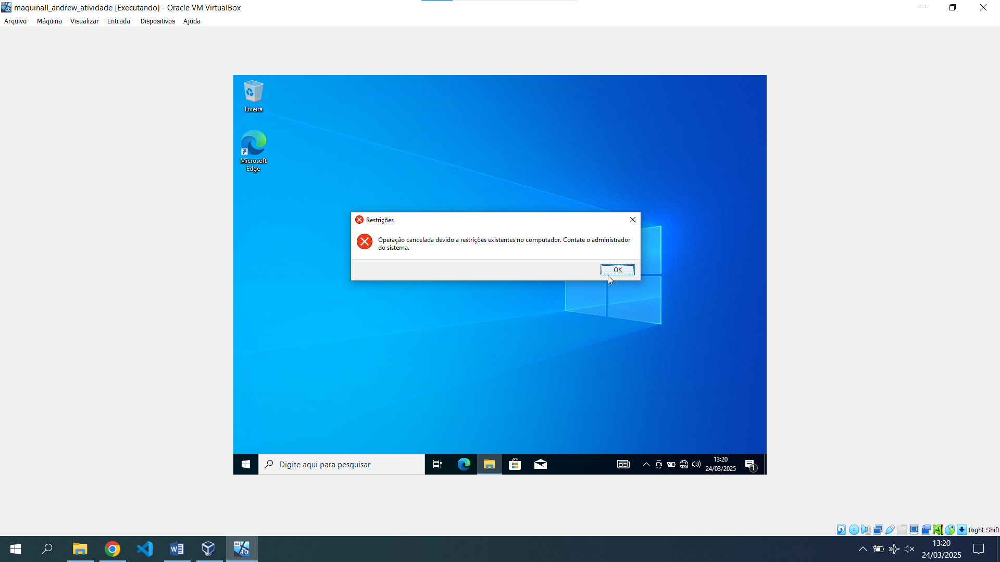 maquinaII_andrew_atividade [Executando] - Oracle VM VirtualBox
Arquivo Máquina Visualizar Entrada Dispositivos Ajuda
Lixeira
Microsoft
Edge
Restrições
Operação cancelada devido a restrições existentes no computador. Contate o administrador
do sistema.
OK
Digite aqui para pesquisar
13:20
24/03/2025
1
Right Shift
13:20
24/03/2025